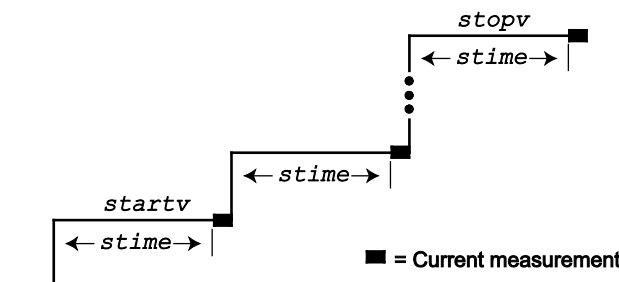 stopv
stime
stime
startv
stime
= Current measurement